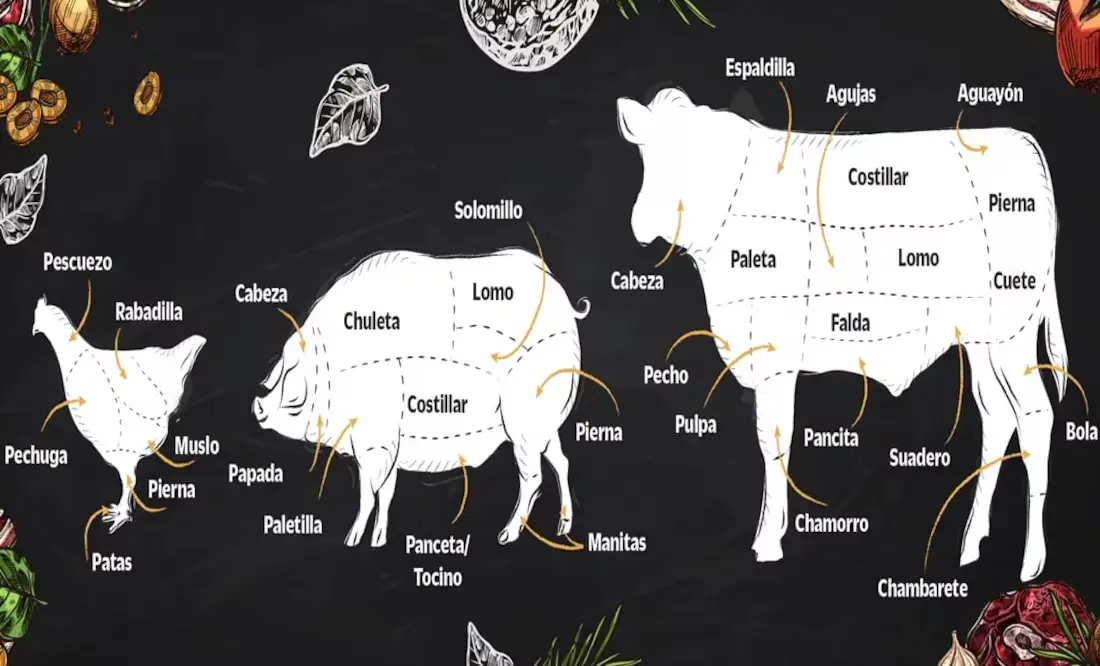 Pescuezo
Rabadilla
Pechuga
Muslo
Pierna
Patas
Solomillo
Cabeza
Chuleta
Lomo
Costillar
Papada
Pierna
Paletilla
Panceta/
Tocino
Manitas
Espaldilla
Agujas
Aguayón
Costillar
Pierna
Paleta
Lomo
Cabeza
Cuete
Falda
Pecho
Pulpa
Pancita
Suadero
Bola
Chamorro
Chambarete